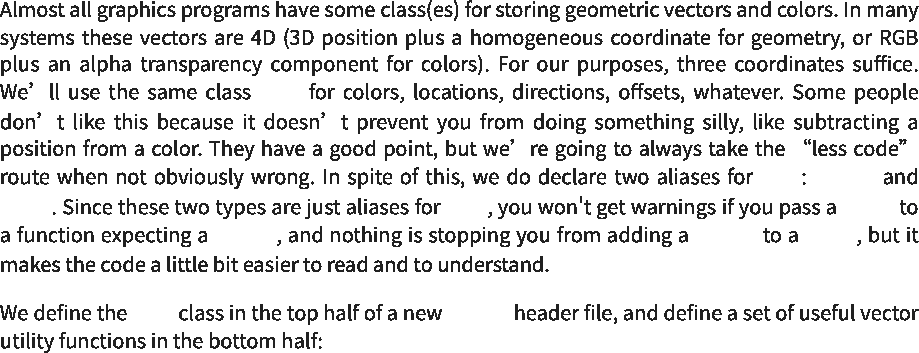 Almost all graphics programs have some class(es) for storing geometric vectors and colors. In many
systems these vectors are 4D (3D position plus a homogeneous coordinate for geometry, or RGB
plus an alpha transparency component for colors). For our purposes, three coordinates suffice.
We’ll use the same class for colors, locations, directions, offsets, whatever. Some people
don’t like this because it doesn’t prevent you from doing something silly, like subtracting a
position from a color. They have a good point, but we’re going to always take the “less code”
route when not obviously wrong. In spite of this, we do declare two aliases for : and
. Since these two types are just aliases for , you won't get warnings if you pass a to
a function expecting a , and nothing is stopping you from adding a to a , but it
makes the code a little bit easier to read and to understand.
We define the class in the top half of a new header file, and define a set of useful vector
utility functions in the bottom half: